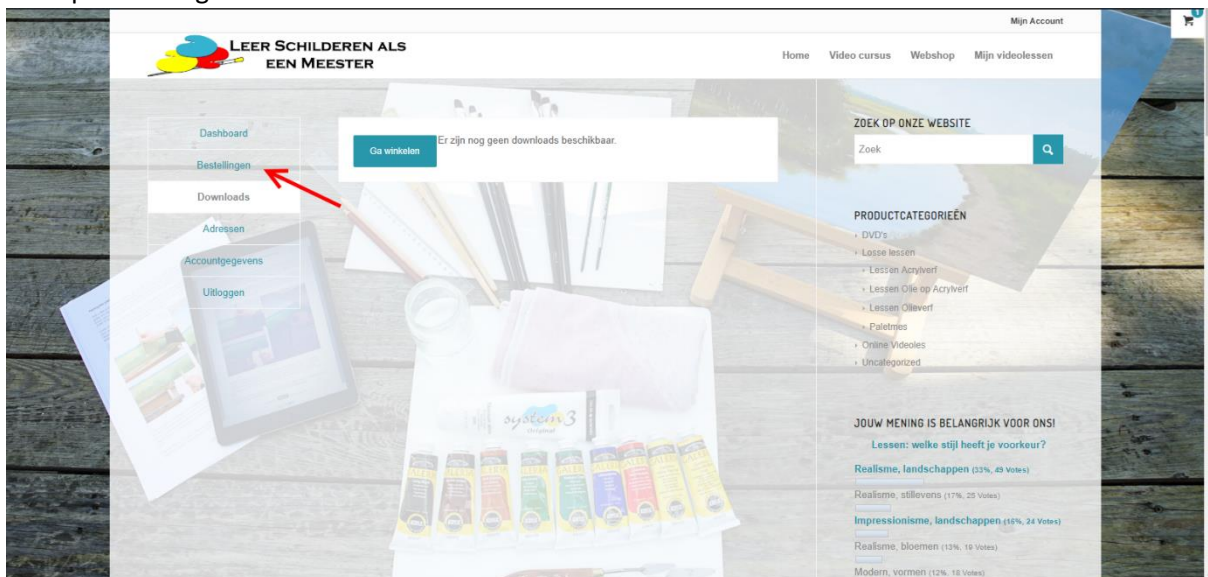 Mijn Account
1
LEER SCHILDEREN ALS
EEN MEESTER
Home Video cursus Webshop Mijn videolessen
Dashboard
Bestellingen
Downloads
Adressen
Accountgegevens
Uitloggen
Ga winkelen
Er zijn nog geen downloads beschikbaar.
ZOEK OP ONZE WEBSITE
Zoek
PRODUCTCATEGORIEËN
DVD's
Losse lessen
Lessen Acrylverf
Lessen Olie op Acrylverf
Lessen Olieverf
Paletmes
Online Videoles
Uncategorized
JOUW MENING IS BELANGRIJK VOOR ONS!
Lessen: welke stijl heeft je voorkeur?
Realisme, landschappen (33%, 49 Votes)
Realisme, stillevens (17%, 25 Votes)
Impressionisme, landschappen (16%, 24 Votes)
Realisme, bloemen (13%, 19 Votes)
Modern, vormen (12%, 18 Votes)
system 3
GALERIA